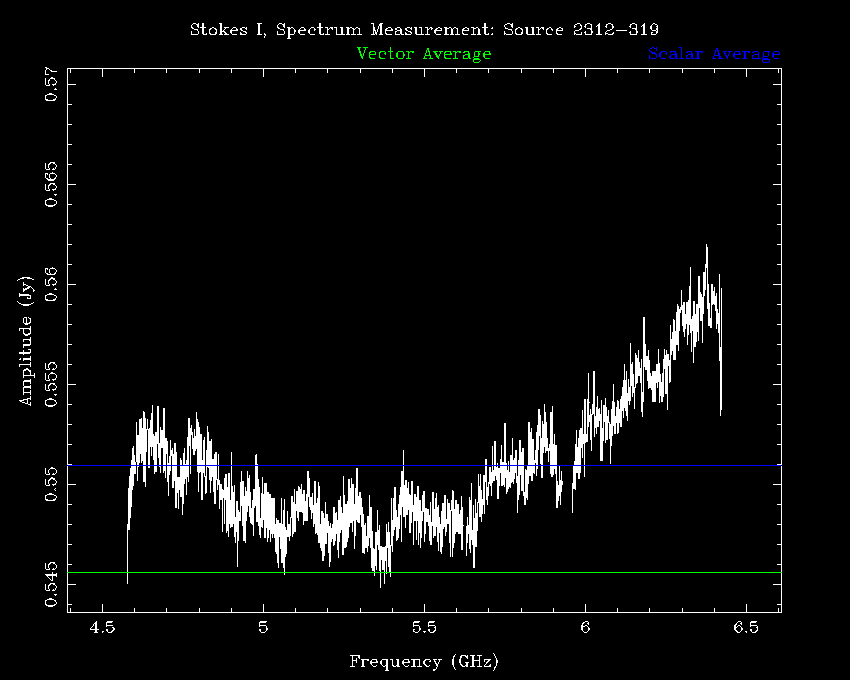 Stokes I, Spectrum Measurement: Source 2312-319
Vector Average Scalar Average
0.57
0.565
0.56
0.555
0.55
0.545
Amplitude (Jy)
4.5 5 5.5 6 6.5
Frequency (GHz)